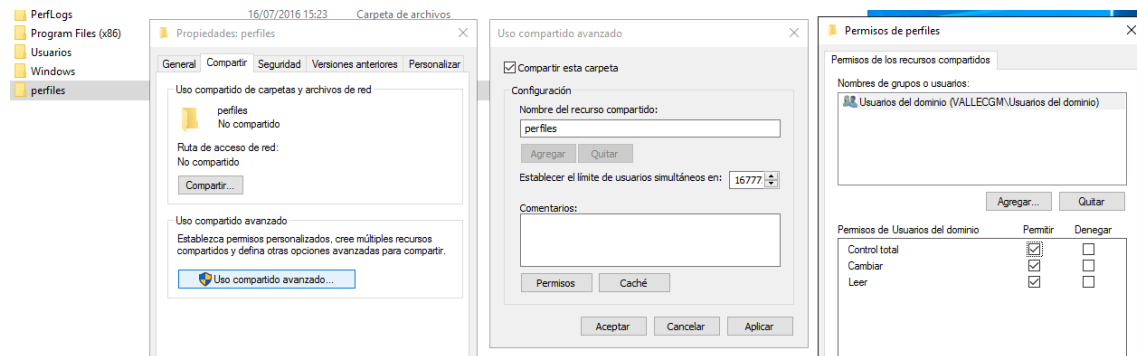 PerfLogs
16/07/2016 15:23
Carpeta de archivos
Program Files (x86)
Usuarios
Windows
perfiles
Propiedades: perfiles
General
Compartir
Seguridad
Versiones anteriores
Personalizar
Uso compartido de carpetas y archivos de red
perfiles
No compartido
Ruta de acceso de red:
No compartido
Compartir...
Uso compartido avanzado
Establezca permisos personalizados, cree múltiples recursos
compartidos y defina otras opciones avanzadas para compartir.
Uso compartido avanzado...
Uso compartido avanzado
Compartir esta carpeta
Configuración
Nombre del recurso compartido:
perfiles
Agregar
Quitar
Establecer el límite de usuarios simultáneos en:
16777
Comentarios:
Permisos
Caché
Aceptar
Cancelar
Aplicar
Permisos de perfiles
Permisos de los recursos compartidos
Nombres de grupos o usuarios:
Usuarios del dominio (VALLECGM\Usuarios del dominio)
Agregar...
Quitar
Permisos de Usuarios del dominio
Permitir
Denegar
Control total
Cambiar
Leer